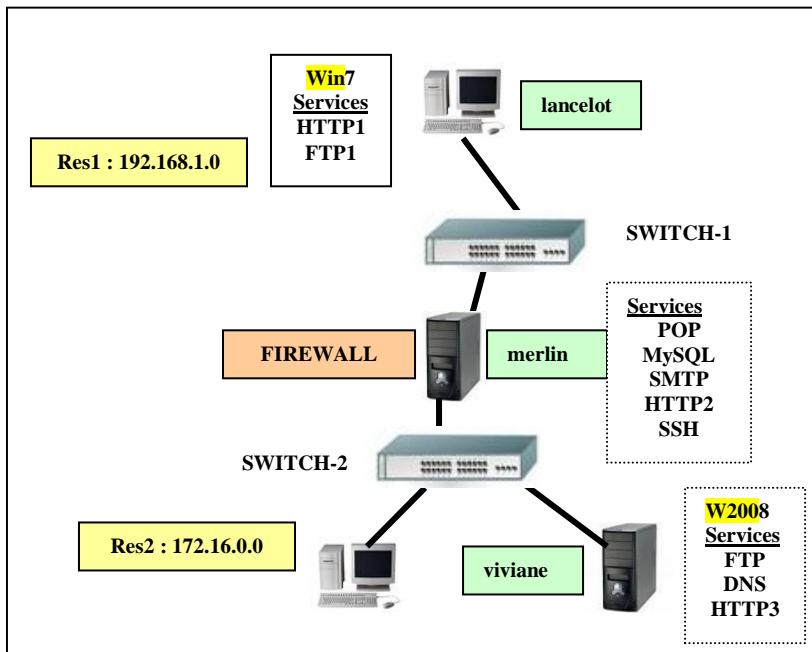 Win7
Services
HTTP1
FTP1
lancelot
Res1 : 192.168.1.0
SWITCH-1
Services
POP
MySQL
SMTP
HTTP2
SSH
FIREWALL
merlin
SWITCH-2
Res2 : 172.16.0.0
viviane
W2008
Services
FTP
DNS
HTTP3